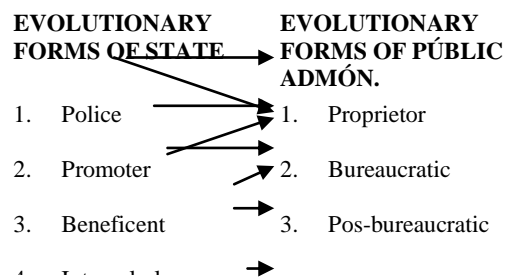 EVOLUTIONARY FORMS OF STATE
EVOLUTIONARY FORMS OF PÚBLIC ADMÓN.
1. Police
1. Proprietor
2. Promoter
2. Bureaucratic
3. Beneficent
3. Pos-bureaucratic
4.